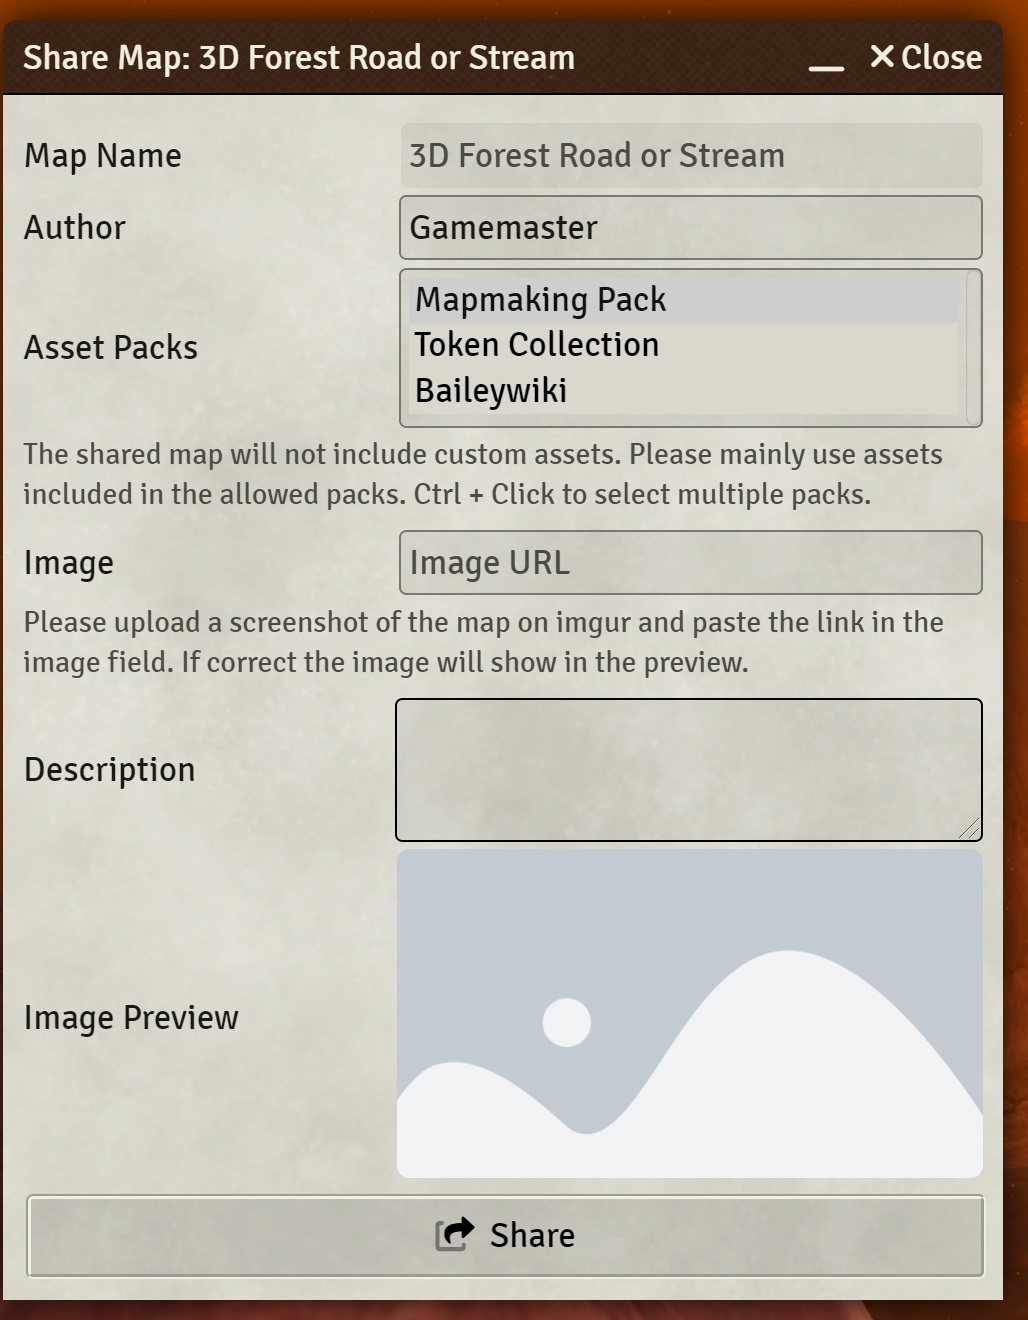 Share Map: 3D Forest Road or Stream
Close
Map Name
3D Forest Road or Stream
Author
Gamemaster
Asset Packs
Mapmaking Pack
Token Collection
Baileywiki
The shared map will not include custom assets. Please mainly use assets
included in the allowed packs. Ctrl + Click to select multiple packs.
Image
Image URL
Please upload a screenshot of the map on imgur and paste the link in the
image field. If correct the image will show in the preview.
Description
Image Preview
Share